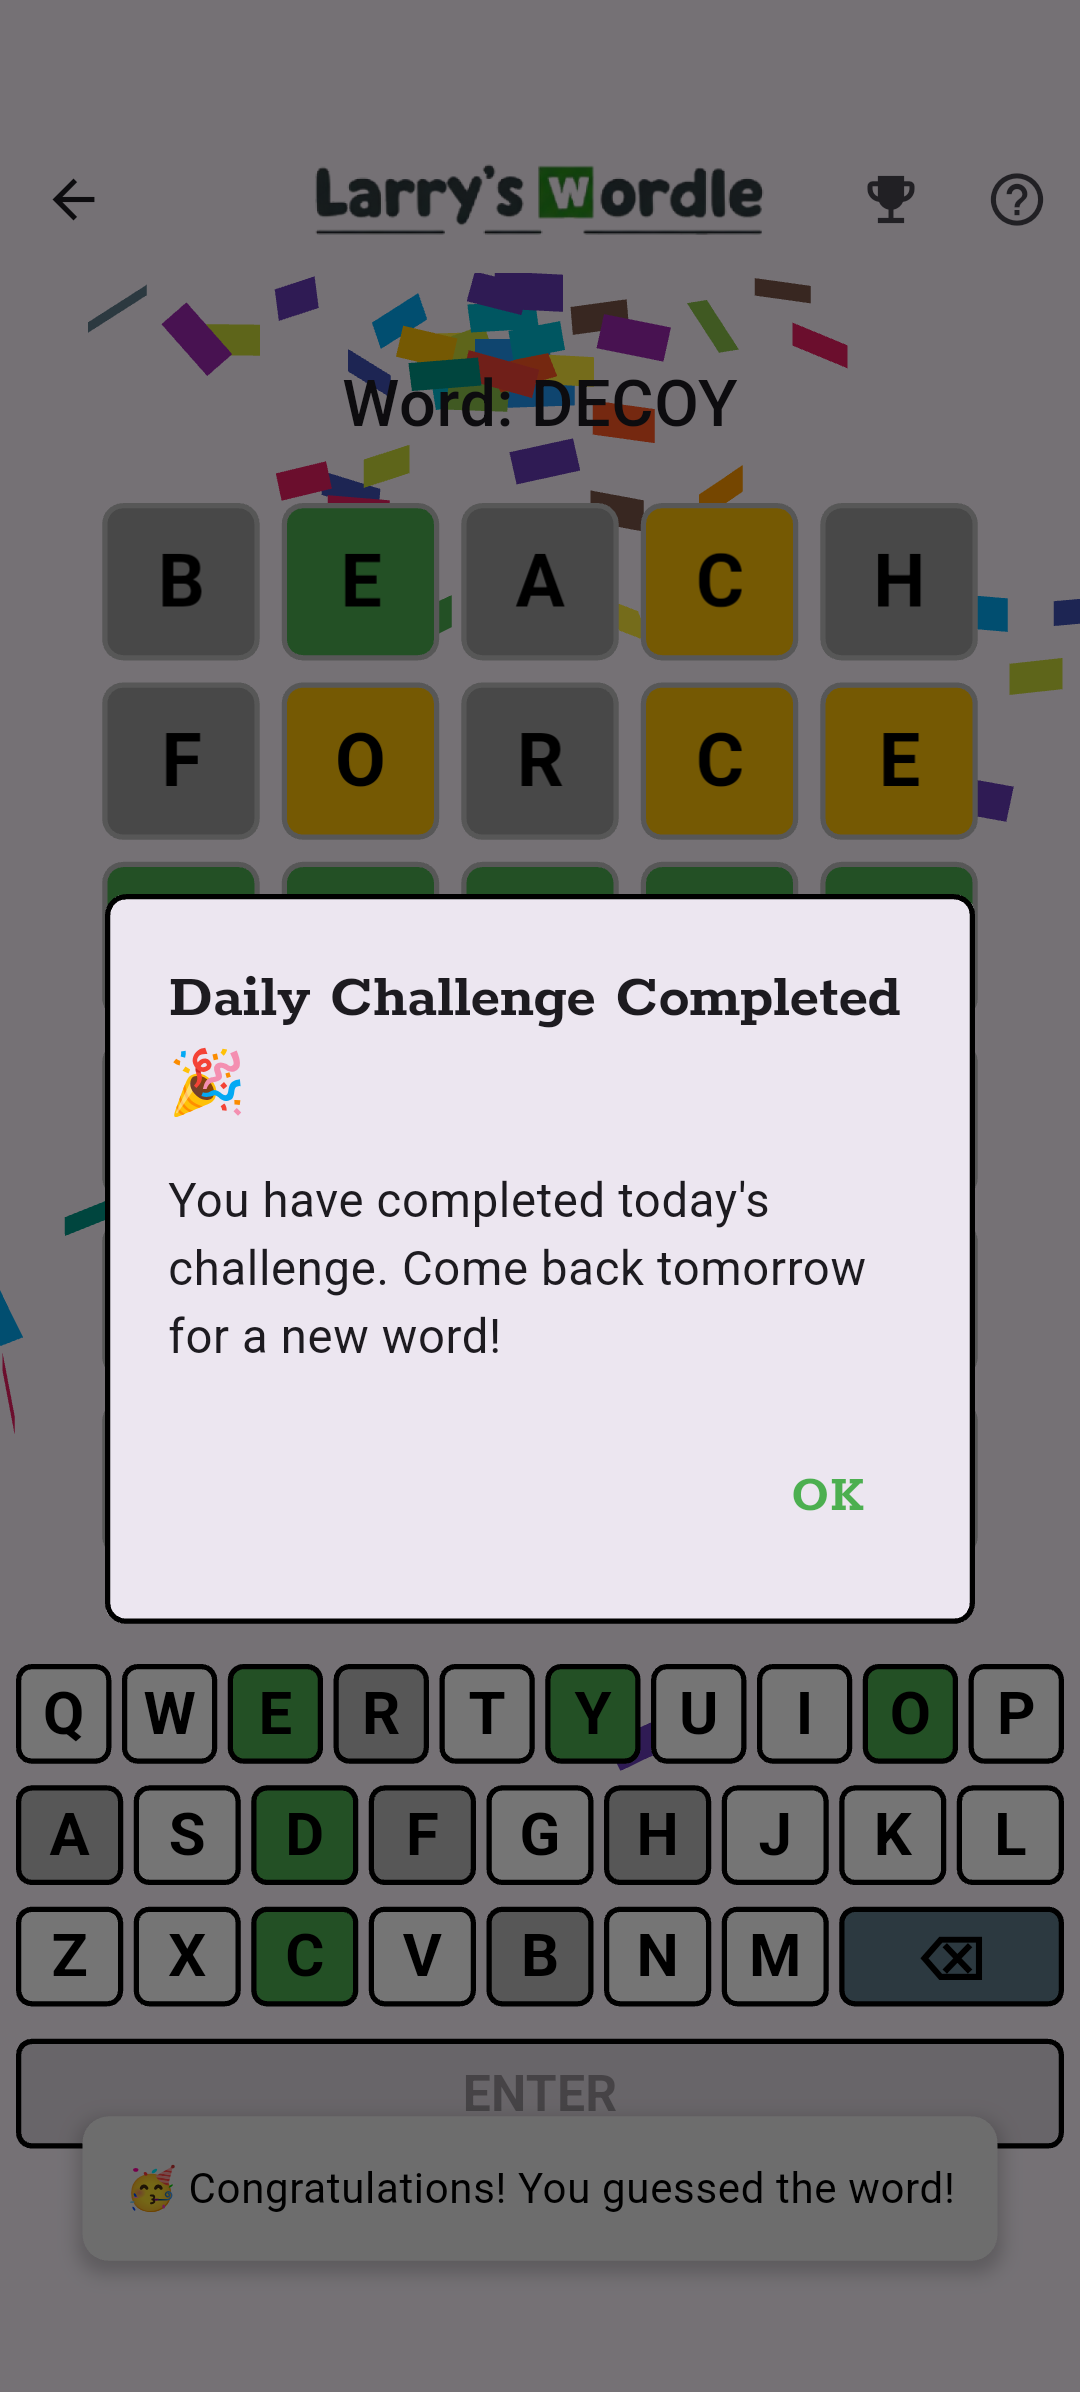 Larry's Wordle
Word: DECOY
B E A C H
F O R C E
Daily Challenge Completed
🎉
You have completed today's
challenge. Come back tomorrow
for a new word!
OK
Q W E R T Y U I O P
A S D F G H J K L
Z X C V B N M
ENTER
🥳 Congratulations! You guessed the word!